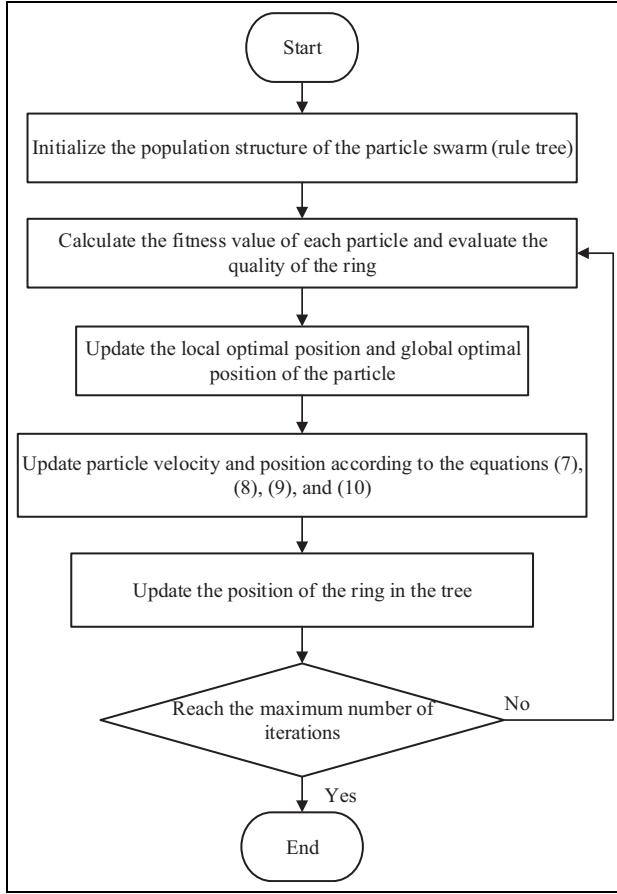 Start
Initialize the population structure of the particle swarm (rule tree)
Calculate the fitness value of each particle and evaluate the
quality of the ring
Update the local optimal position and global optimal
position of the particle
Update particle velocity and position according to the equations (7),
(8), (9), and (10)
Update the position of the ring in the tree
Reach the maximum number of
iterations
No
Yes
End